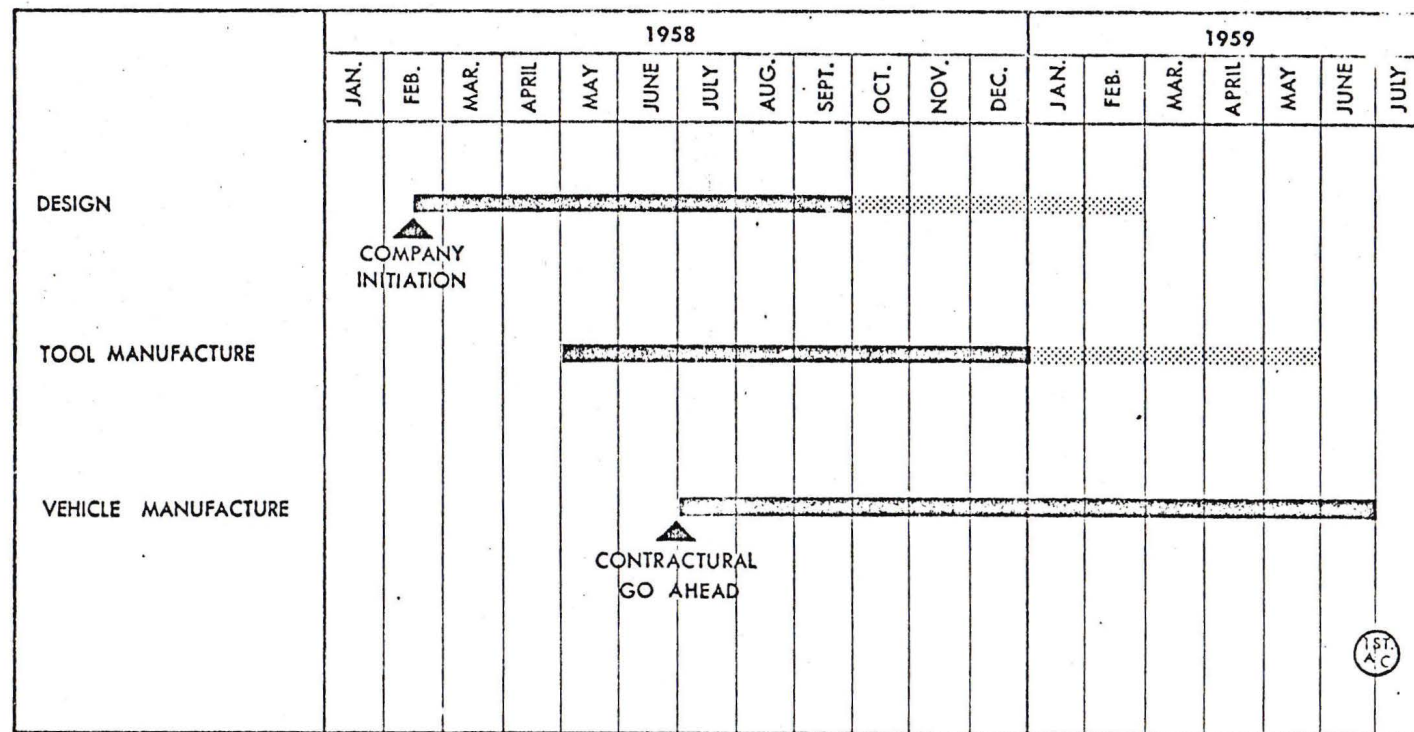 1958
1959
JAN.
FEB.
MAR.
APRIL
MAY
JUNE
JULY
AUG.
SEPT.
OCT.
NOV.
DEC.
JAN.
FEB.
MAR.
APRIL
MAY
JUNE
JULY
DESIGN
COMPANY
INITIATION
TOOL MANUFACTURE
VEHICLE MANUFACTURE
CONTRACTURAL
GO AHEAD
1ST.
A/C